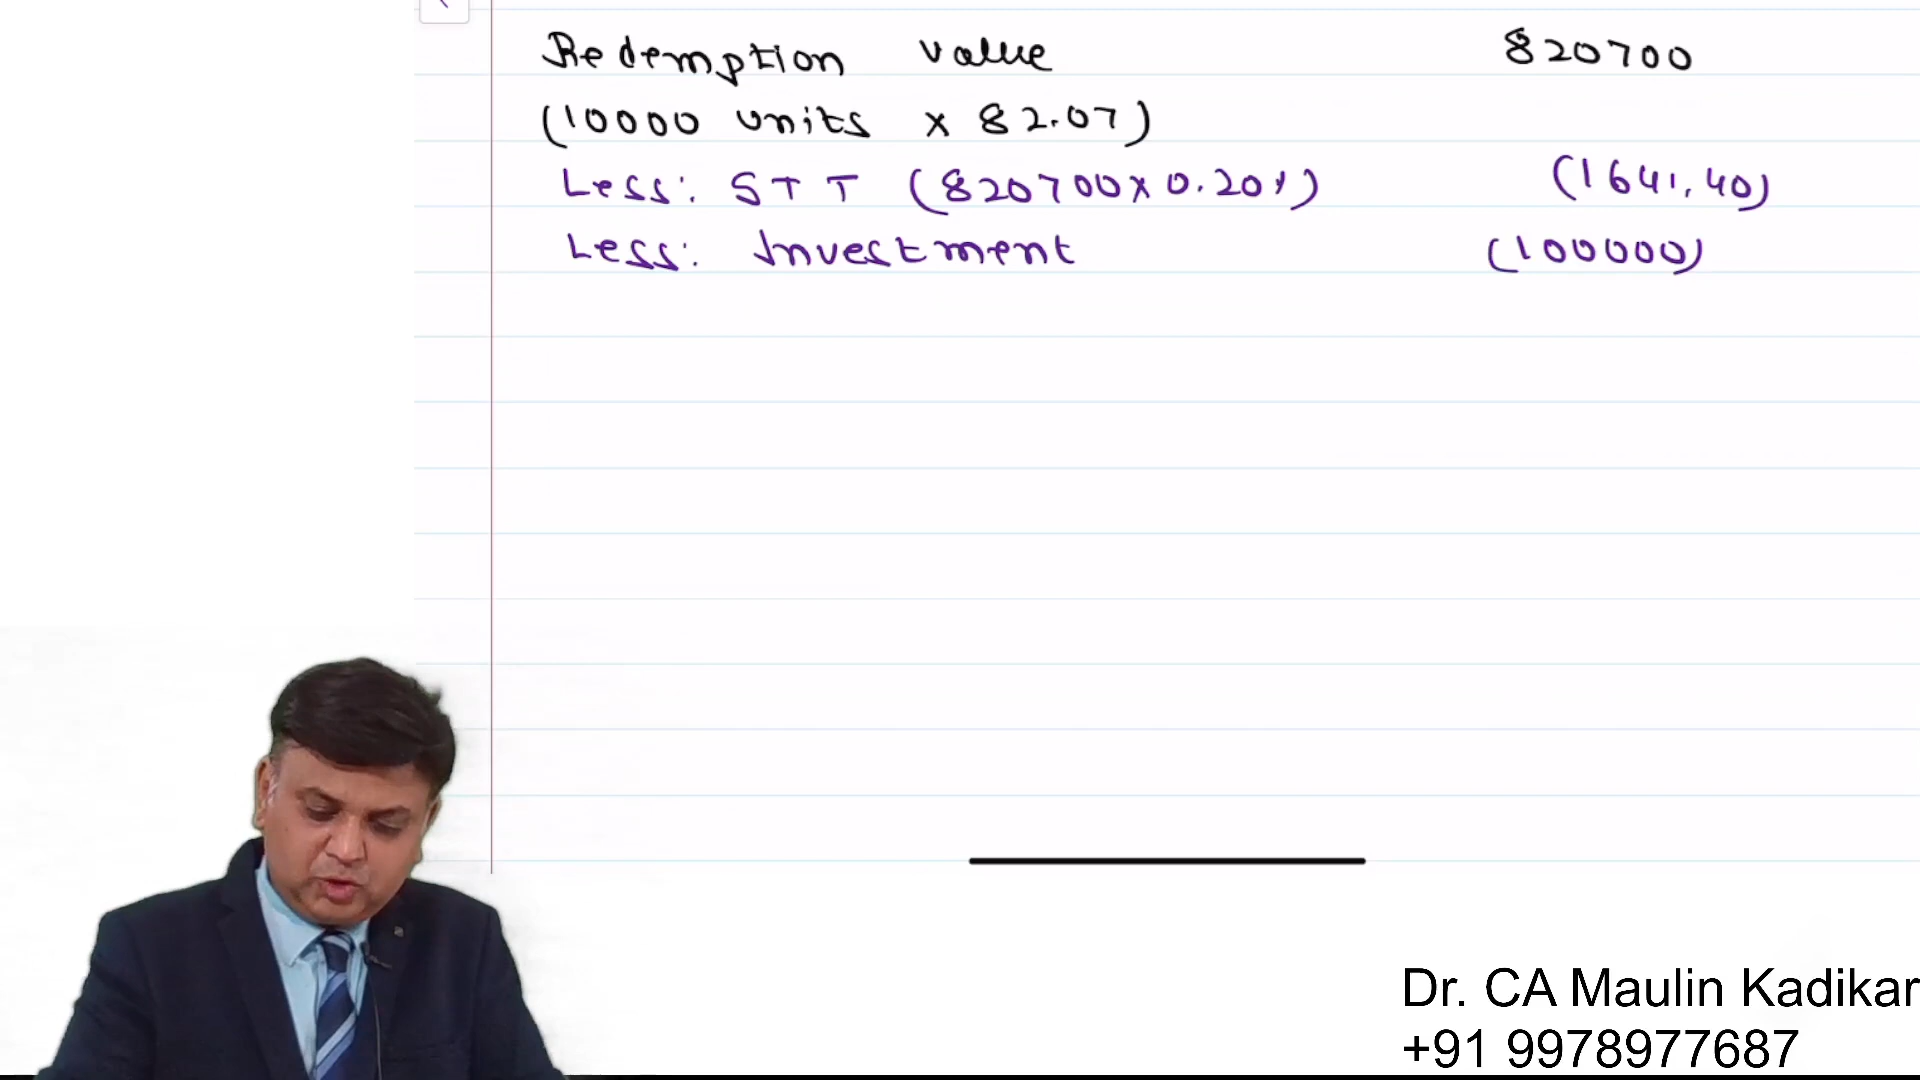 Redemption value 820700
(10000 units x 82.07)
Less: STT (820700 x 0.20%) (1641.40)
Less: Investment (100000)
Dr. CA Maulin Kadikar
+91 9978977687